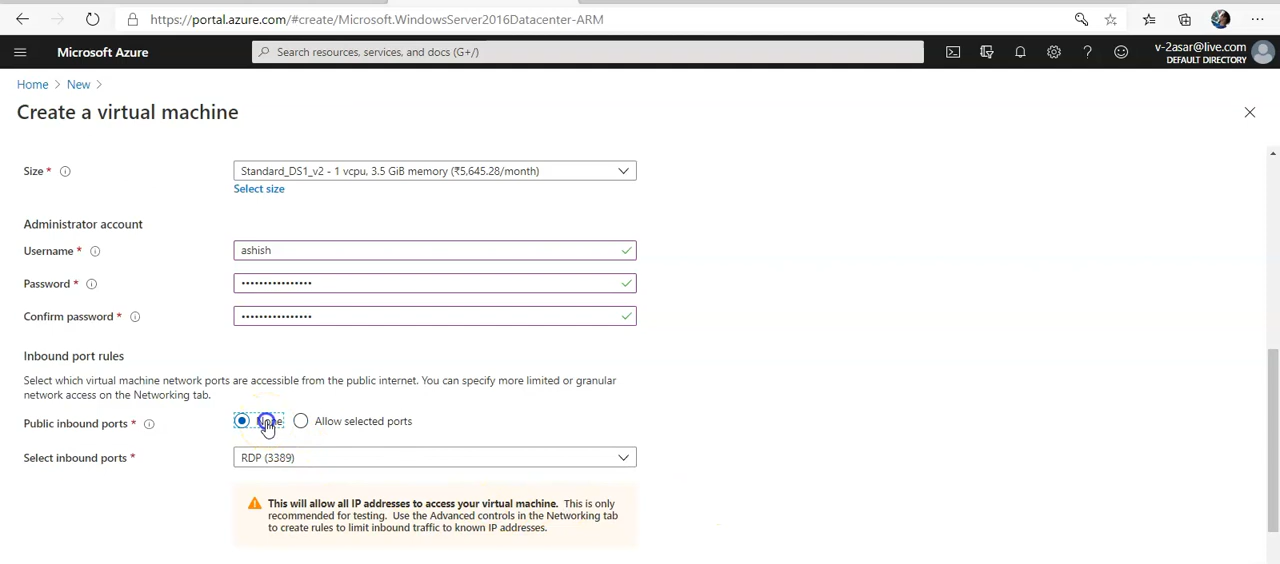 https://portal.azure.com/#create/Microsoft.WindowsServer2016Datacenter-ARM
Microsoft Azure
Search resources, services, and docs (G+/)
v-2asar@live.com
DEFAULT DIRECTORY
Home > New >
Create a virtual machine
Size *
Standard_DS1_v2 - 1 vcpu, 3.5 GiB memory (₹5,645.28/month)
Select size
Administrator account
Username *
ashish
Password *
••••••••••••••••
Confirm password *
••••••••••••••••
Inbound port rules
Select which virtual machine network ports are accessible from the public internet. You can specify more limited or granular
network access on the Networking tab.
Public inbound ports *
None
Allow selected ports
Select inbound ports *
RDP (3389)
This will allow all IP addresses to access your virtual machine. This is only
recommended for testing. Use the Advanced controls in the Networking tab
to create rules to limit inbound traffic to known IP addresses.